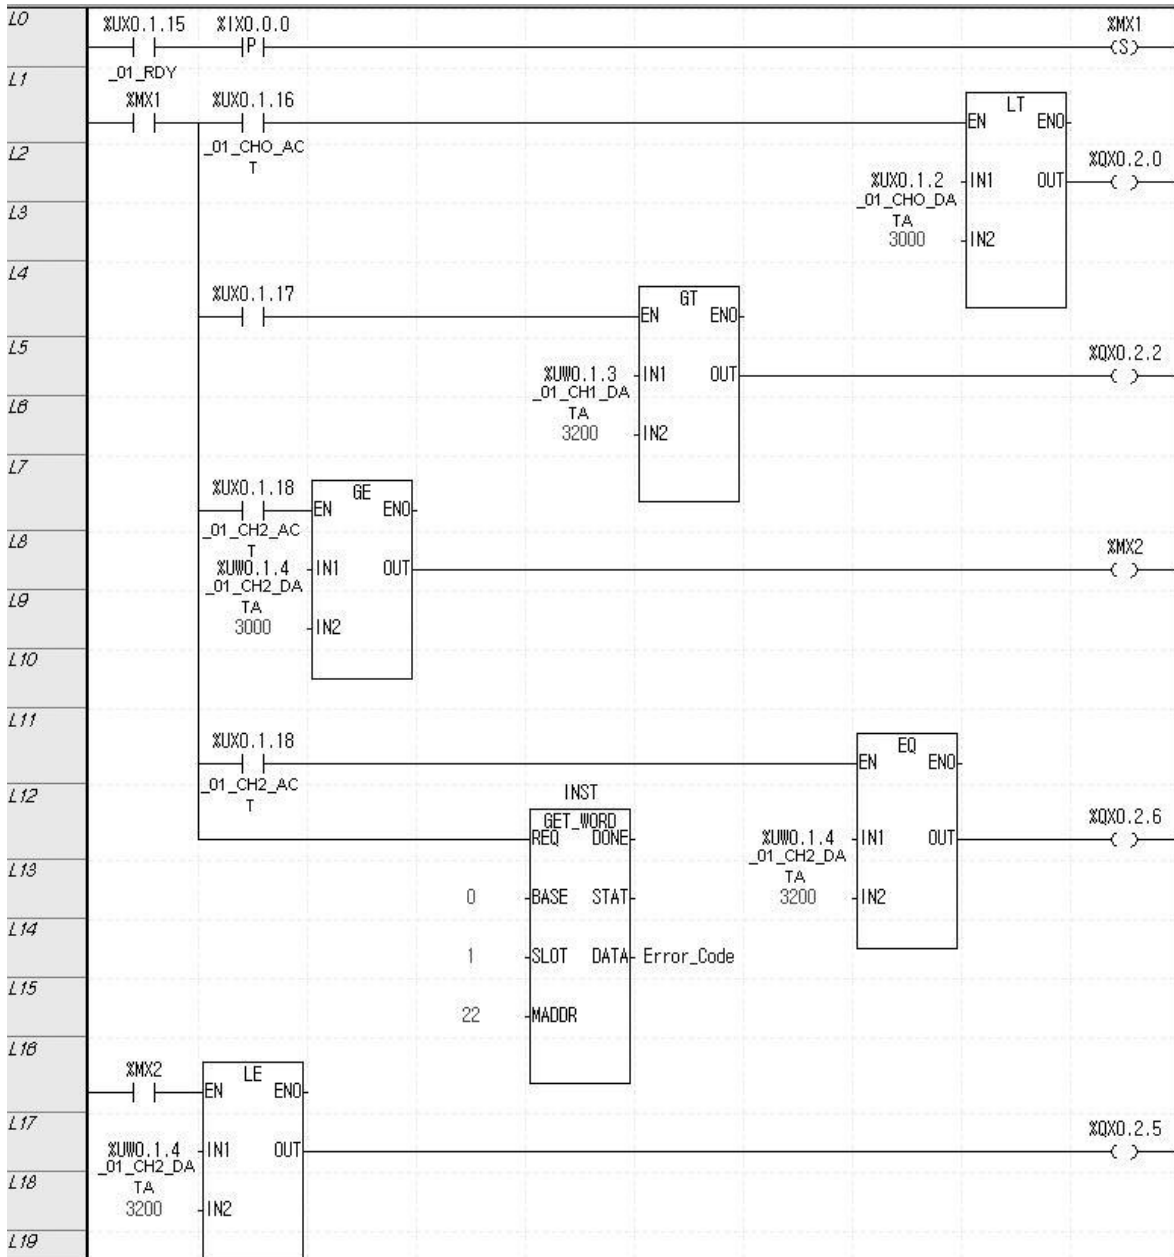 L0
%UX0.1.15 %IX0.0.0 %MX1
P (S)
_01_RDY
L1
%MX1 %UX0.1.16 LT
EN ENO
_01_CHO_AC
T
L2
%QX0.2.0
%UX0.1.2 IN1 OUT
_01_CHO_DA
TA
L3
3000 IN2
L4
%UX0.1.17 GT
EN ENO
L5
%QX0.2.2
%UW0.1.3 IN1 OUT
_01_CH1_DA
TA
L6
3200 IN2
L7
%UX0.1.18 GE
EN ENO
_01_CH2_AC
T
L8
%MX2
%UW0.1.4 IN1 OUT
_01_CH2_DA
TA
L9
3000 IN2
L10
L11
%UX0.1.18 EQ
EN ENO
_01_CH2_AC
T
L12
INST
GET_WORD %QX0.2.6
REQ DONE %UW0.1.4 IN1 OUT
_01_CH2_DA
TA
L13
0 BASE STAT 3200 IN2
L14
1 SLOT DATA Error_Code
L15
22 MADDR
L16
%MX2 LE
EN ENO
L17
%QX0.2.5
%UW0.1.4 IN1 OUT
_01_CH2_DA
TA
L18
3200 IN2
L19